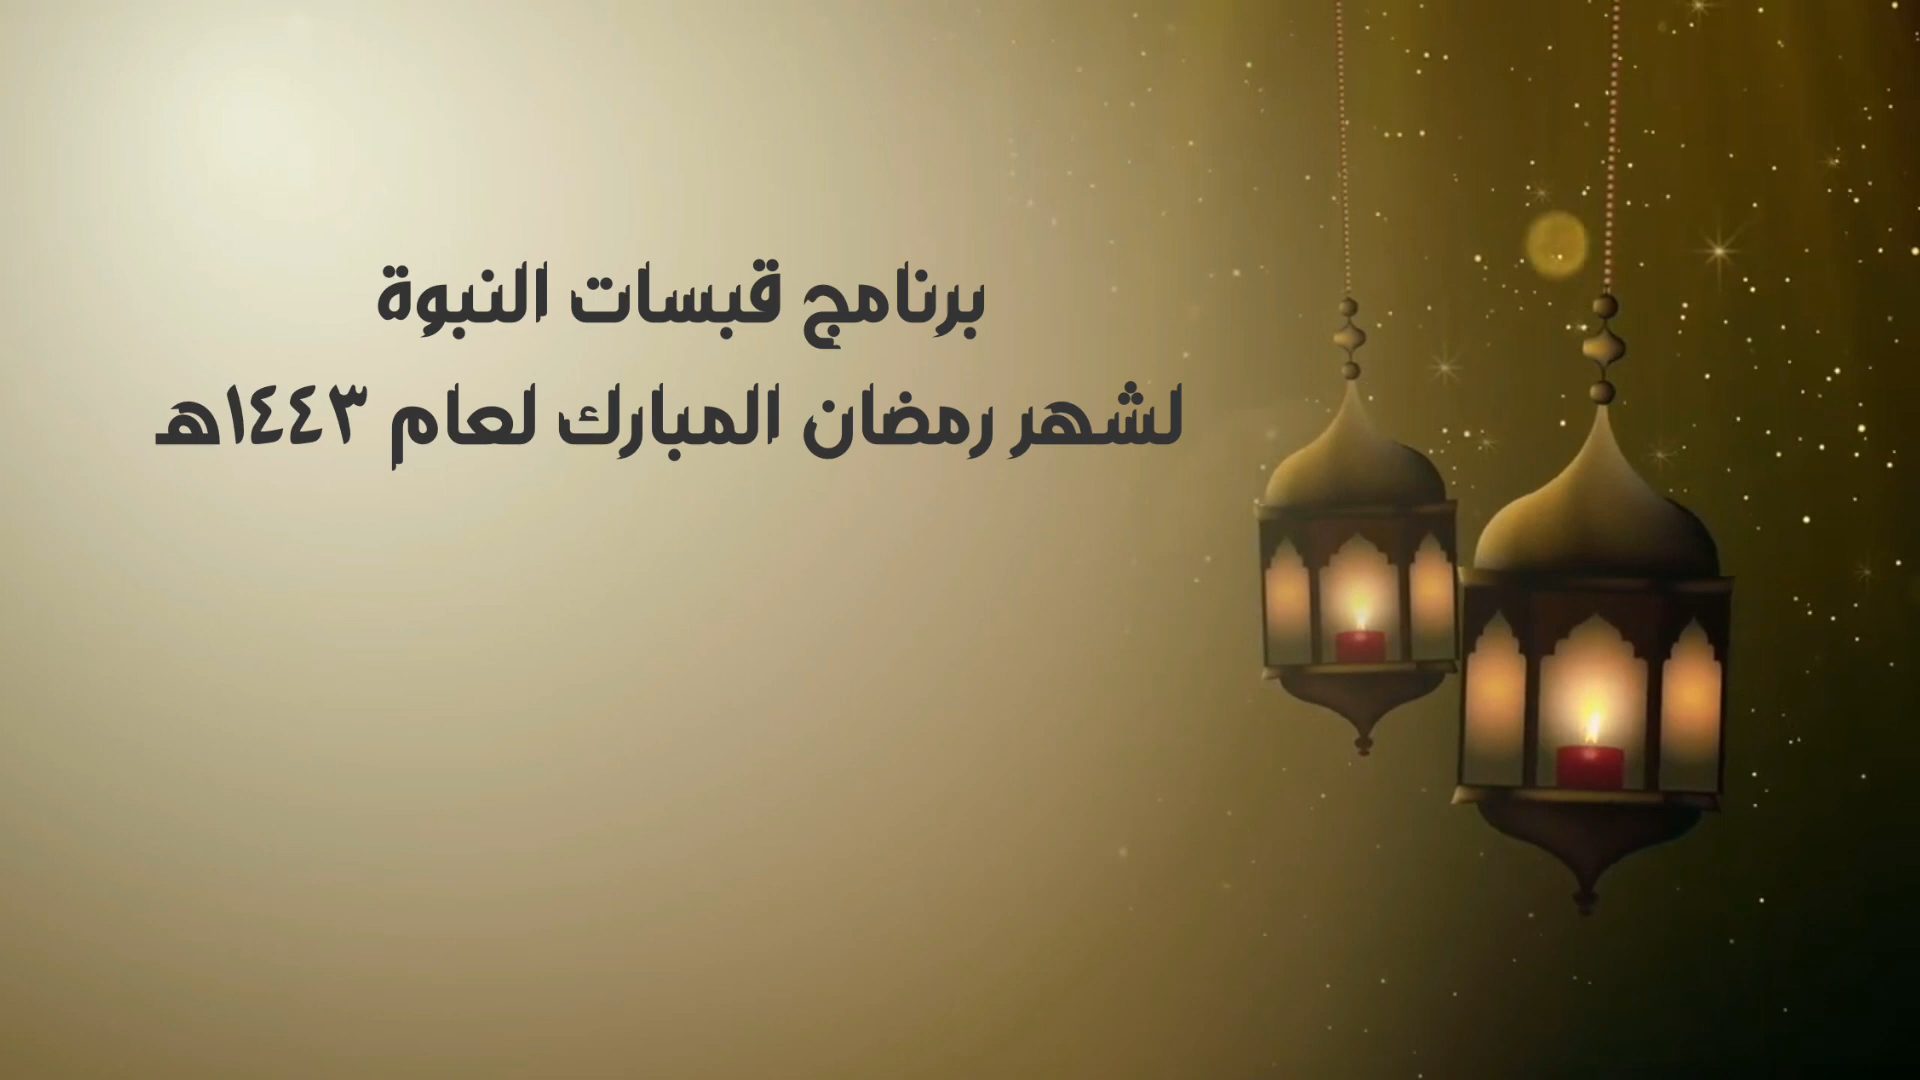 برنامج قبسات النبوة
لشهر رمضان المبارك لعام ١٤٤٣هـ